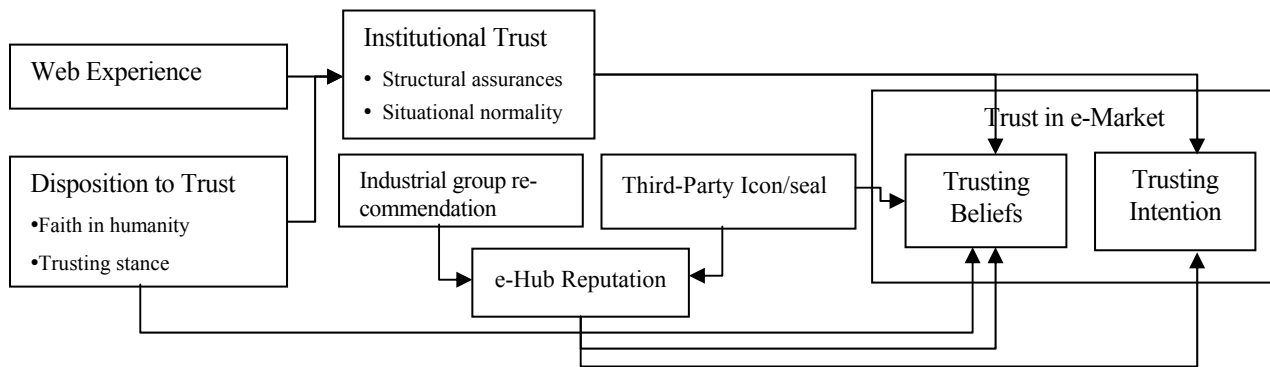 Web Experience
Institutional Trust
• Structural assurances
• Situational normality
Disposition to Trust
•Faith in humanity
•Trusting stance
Industrial group re-
commendation
Third-Party Icon/seal
e-Hub Reputation
Trust in e-Market
Trusting
Beliefs
Trusting
Intention